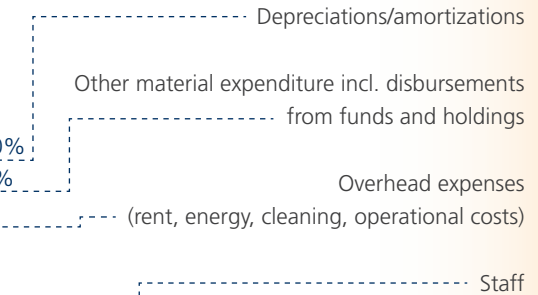 Depreciations/amortizations
Other material expenditure incl. disbursements
from funds and holdings
%
%
Overhead expenses
(rent, energy, cleaning, operational costs)
Staff